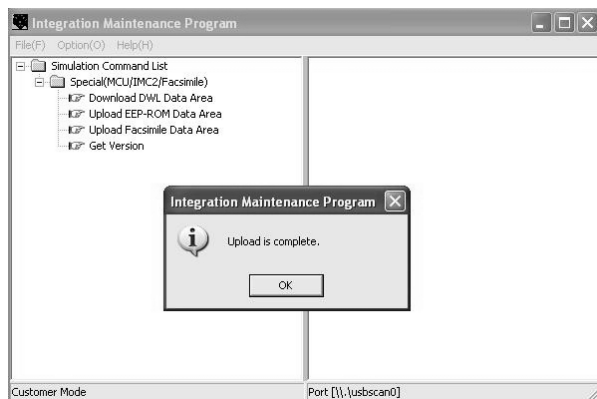 Integration Maintenance Program
File(F) Option(O) Help(H)
Simulation Command List
Special(MCU/IMC2/Facsimile)
Download DWL Data Area
Upload EEP-ROM Data Area
Upload Facsimile Data Area
Get Version
Integration Maintenance Program
Upload is complete.
OK
Customer Mode
Port [\\.\usbscan0]